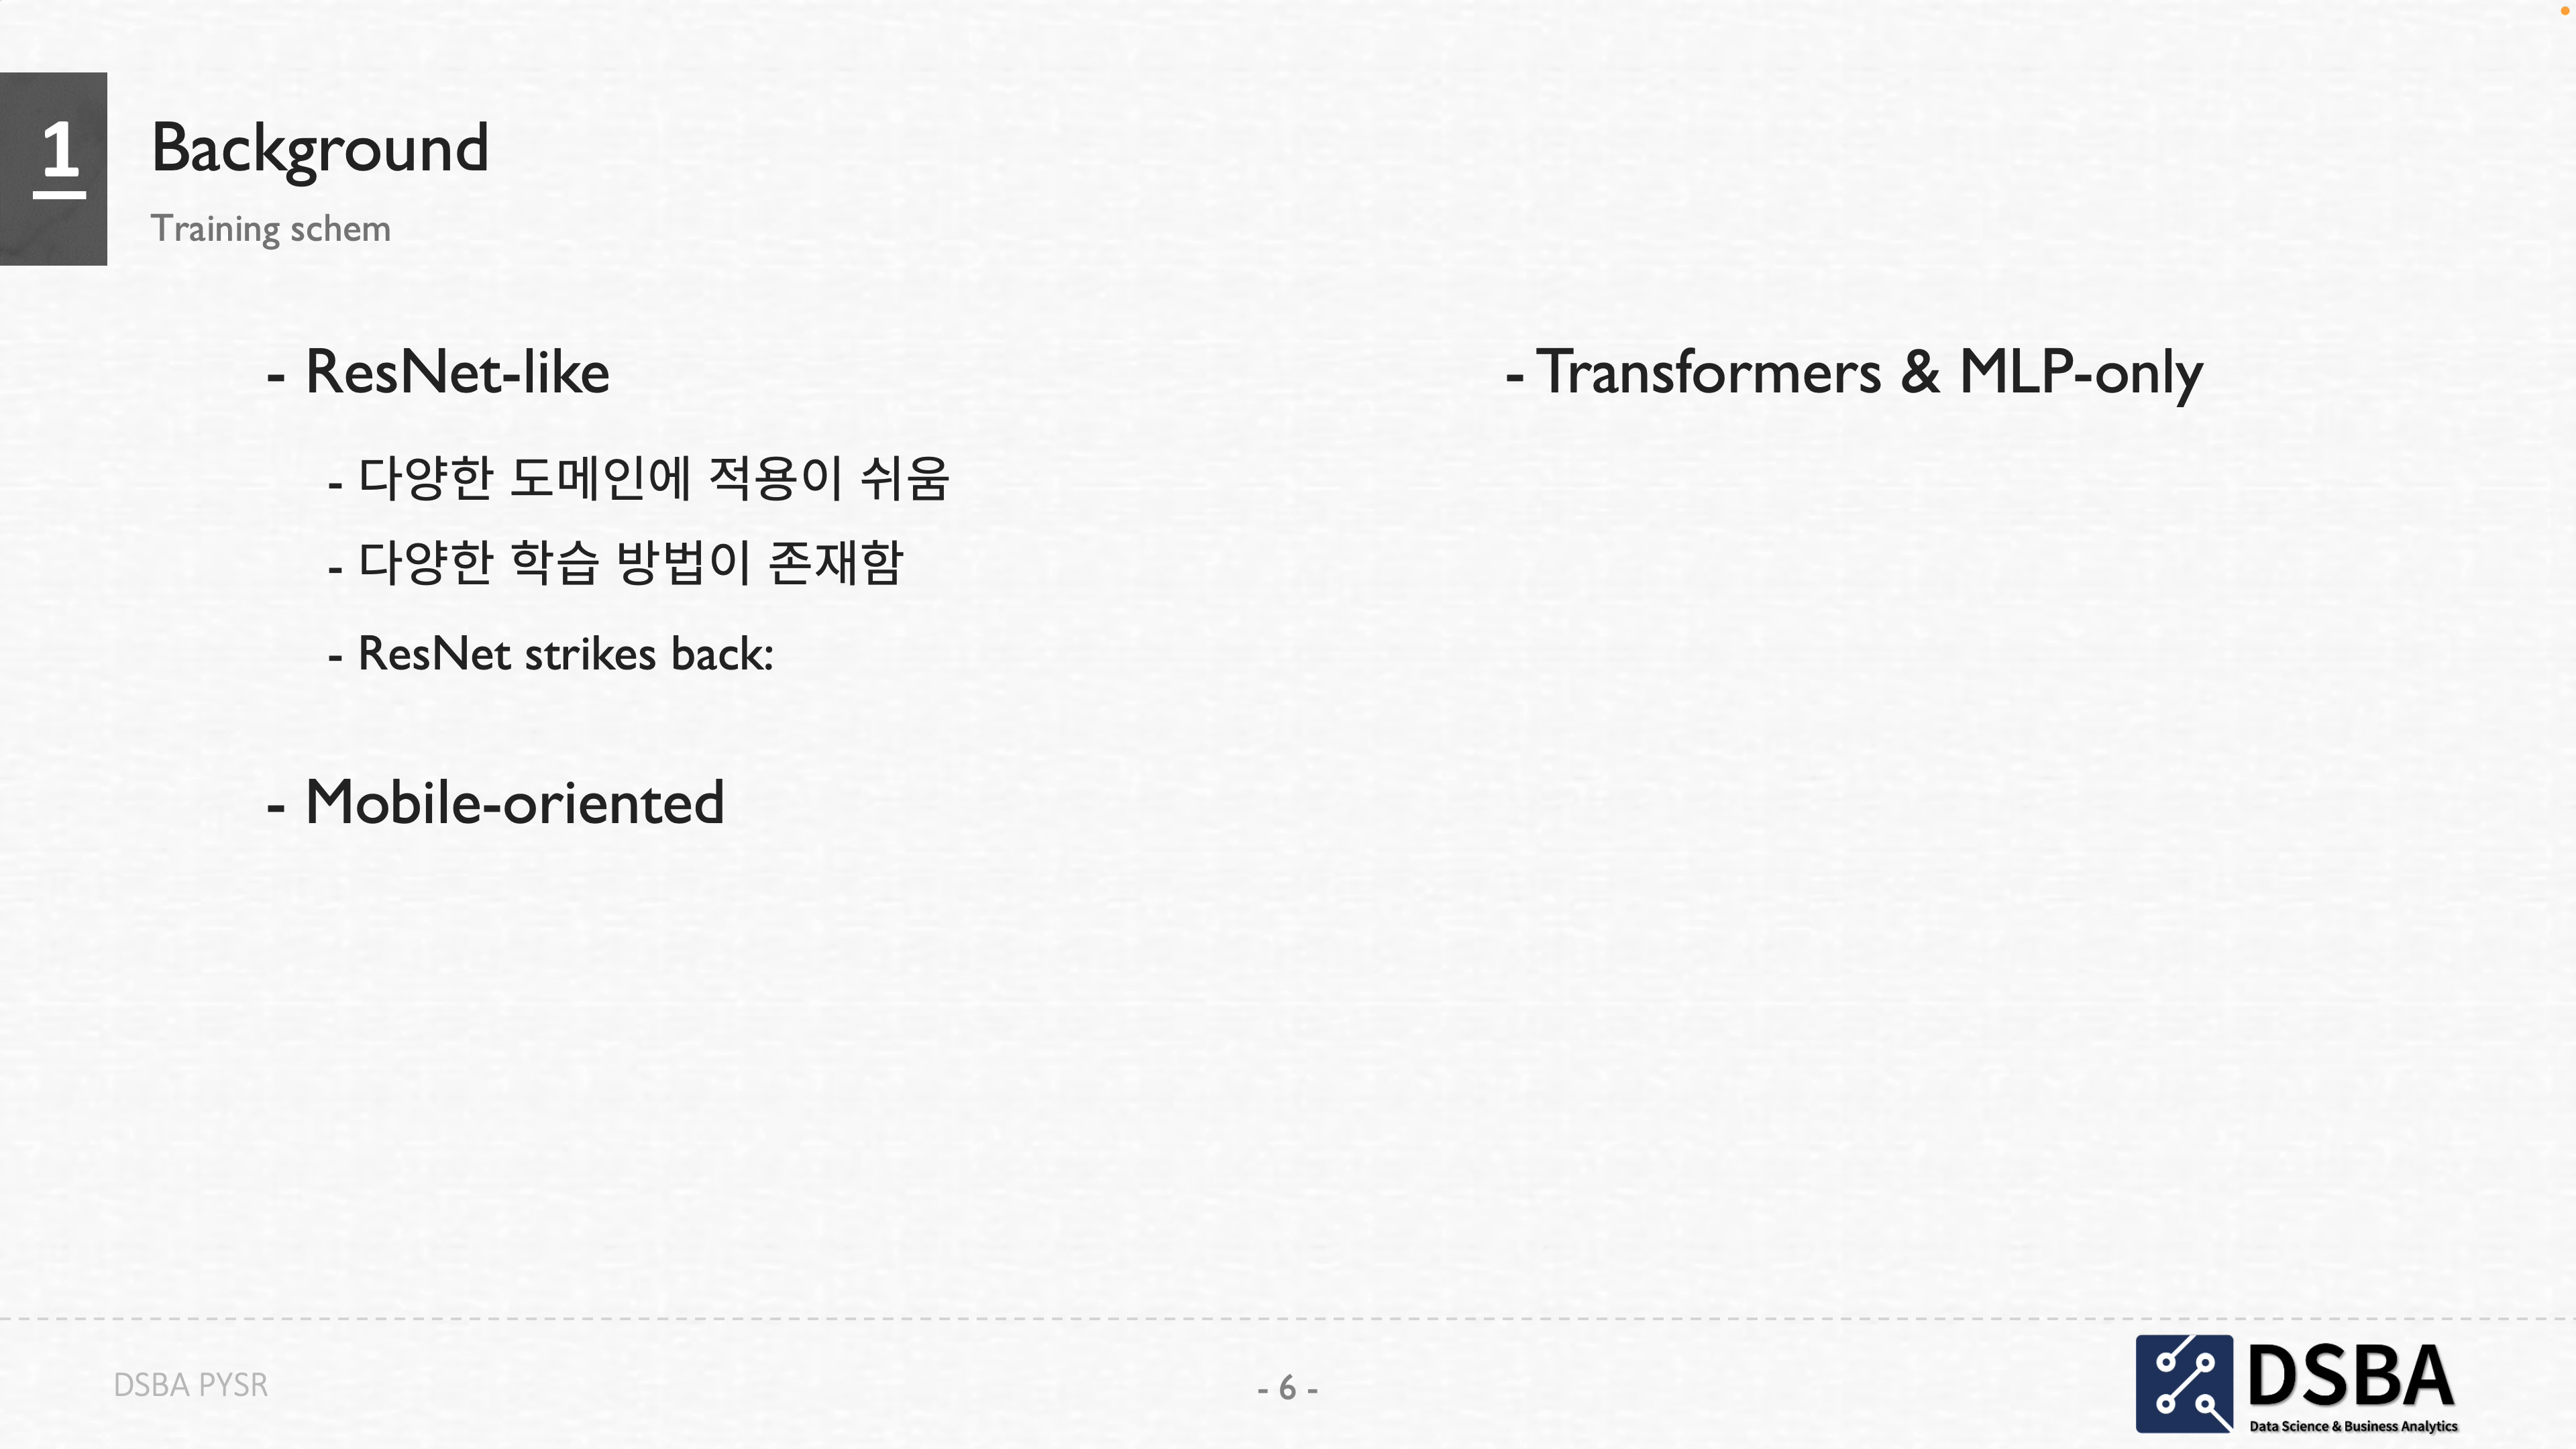 1
Background
Training schem
- ResNet-like
- 다양한 도메인에 적용이 쉬움
- 다양한 학습 방법이 존재함
- ResNet strikes back:
- Mobile-oriented
- Transformers & MLP-only
DSBA PYSR
- 6 -
DSBA
Data Science & Business Analytics